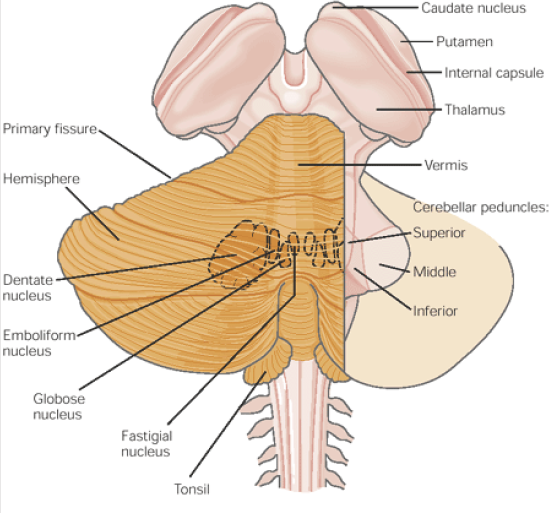 Caudate nucleus
Putamen
Internal capsule
Thalamus
Primary fissure
Vermis
Hemisphere
Cerebellar peduncles:
Superior
Middle
Inferior
Dentate
nucleus
Emboliform
nucleus
Globose
nucleus
Fastigial
nucleus
Tonsil